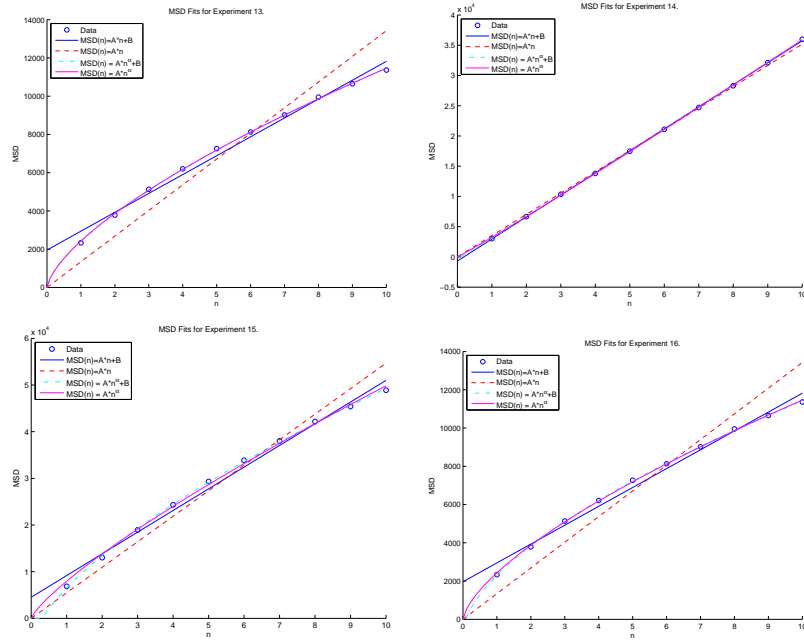 MSD Fits for Experiment 13.
14000
12000
10000
8000
6000
4000
2000
0
MSD
Data
MSD(n)=A*n+B
MSD(n)=A*n
MSD(n) = A*n^α+B
MSD(n) = A*n^α
0 1 2 3 4 5 6 7 8 9 10
n
MSD Fits for Experiment 14.
x 10^4
4
3.5
3
2.5
2
1.5
1
0.5
0
−0.5
MSD
Data
MSD(n)=A*n+B
MSD(n)=A*n
MSD(n) = A*n^α+B
MSD(n) = A*n^α
0 1 2 3 4 5 6 7 8 9 10
n
MSD Fits for Experiment 15.
x 10^4
6
5
4
3
2
1
0
MSD
Data
MSD(n)=A*n+B
MSD(n)=A*n
MSD(n) = A*n^α+B
MSD(n) = A*n^α
0 1 2 3 4 5 6 7 8 9 10
n
MSD Fits for Experiment 16.
14000
12000
10000
8000
6000
4000
2000
0
MSD
Data
MSD(n)=A*n+B
MSD(n)=A*n
MSD(n) = A*n^α+B
MSD(n) = A*n^α
0 1 2 3 4 5 6 7 8 9 10
n